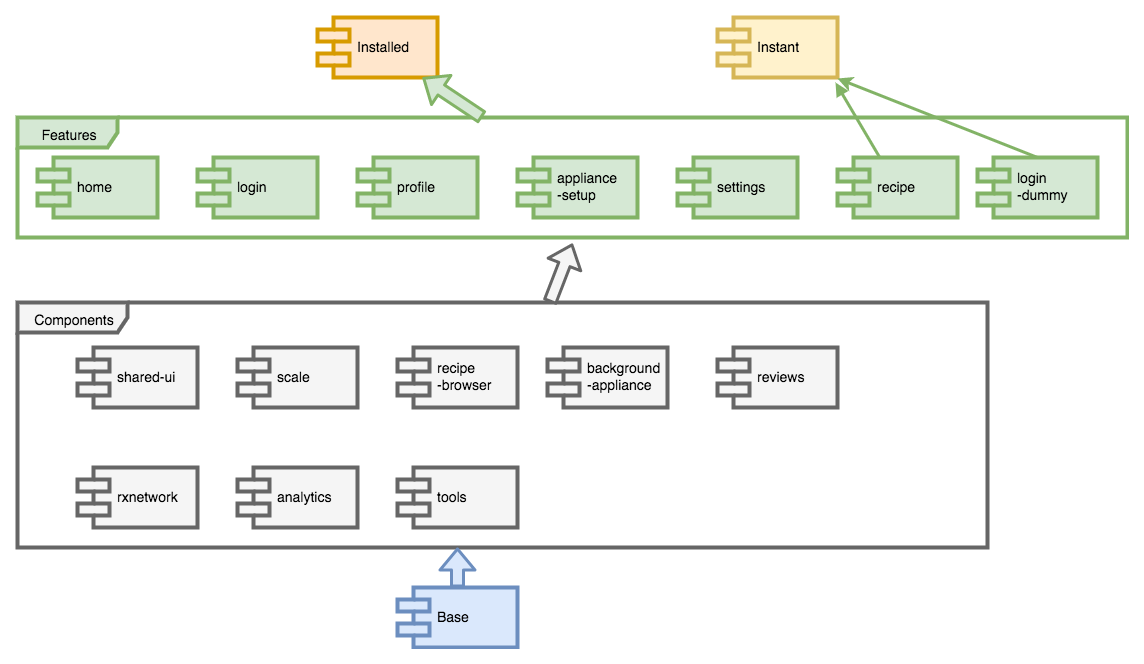 Installed
Instant
Features
home
login
profile
appliance
-setup
settings
recipe
login
-dummy
Components
shared-ui
scale
recipe
-browser
background
-appliance
reviews
rxnetwork
analytics
tools
Base